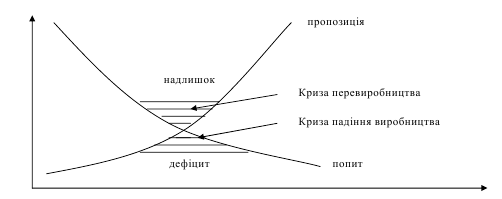 пропозиція
надлишок
Криза перевиробництва
Криза падіння виробництва
дефіцит
попит